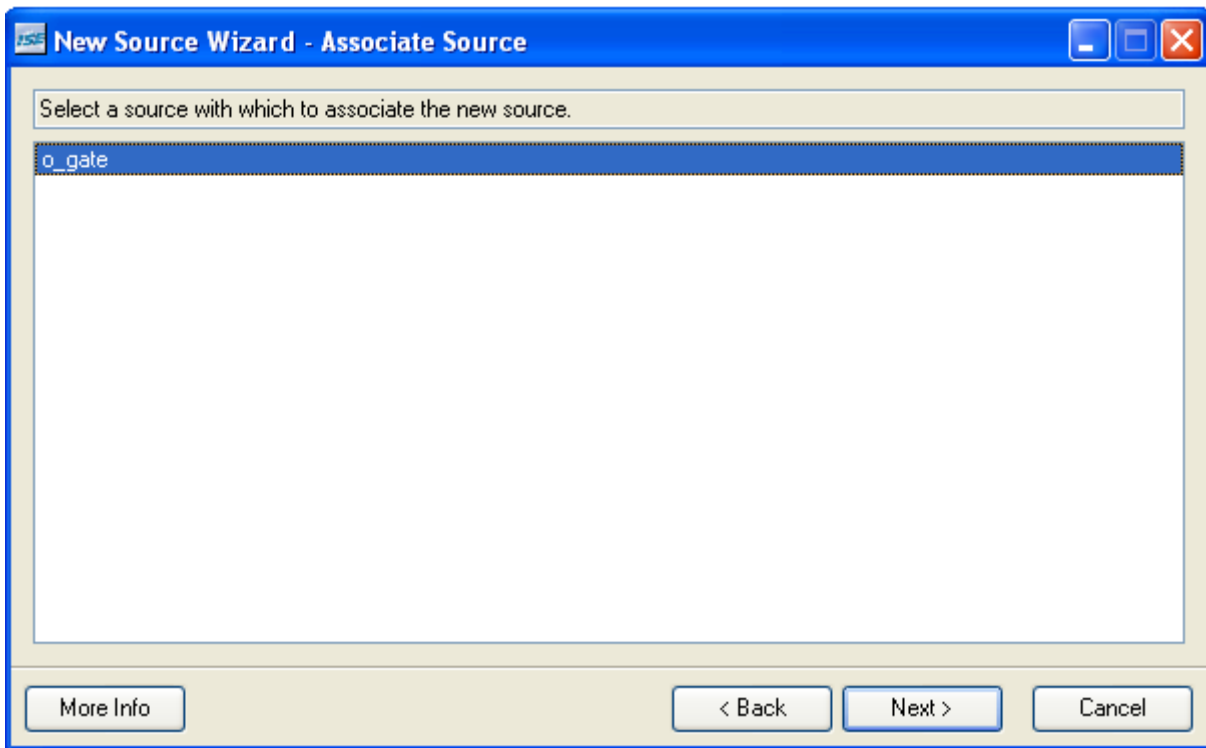 ISE New Source Wizard - Associate Source
Select a source with which to associate the new source.
o_gate
More Info
< Back
Next >
Cancel